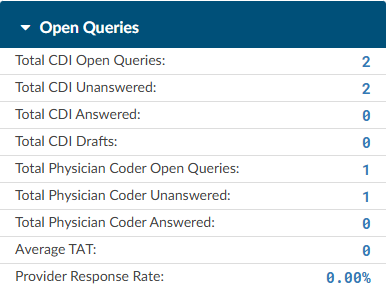 Open Queries
Total CDI Open Queries: 2
Total CDI Unanswered: 2
Total CDI Answered: 0
Total CDI Drafts: 0
Total Physician Coder Open Queries: 1
Total Physician Coder Unanswered: 1
Total Physician Coder Answered: 0
Average TAT: 0
Provider Response Rate: 0.00%